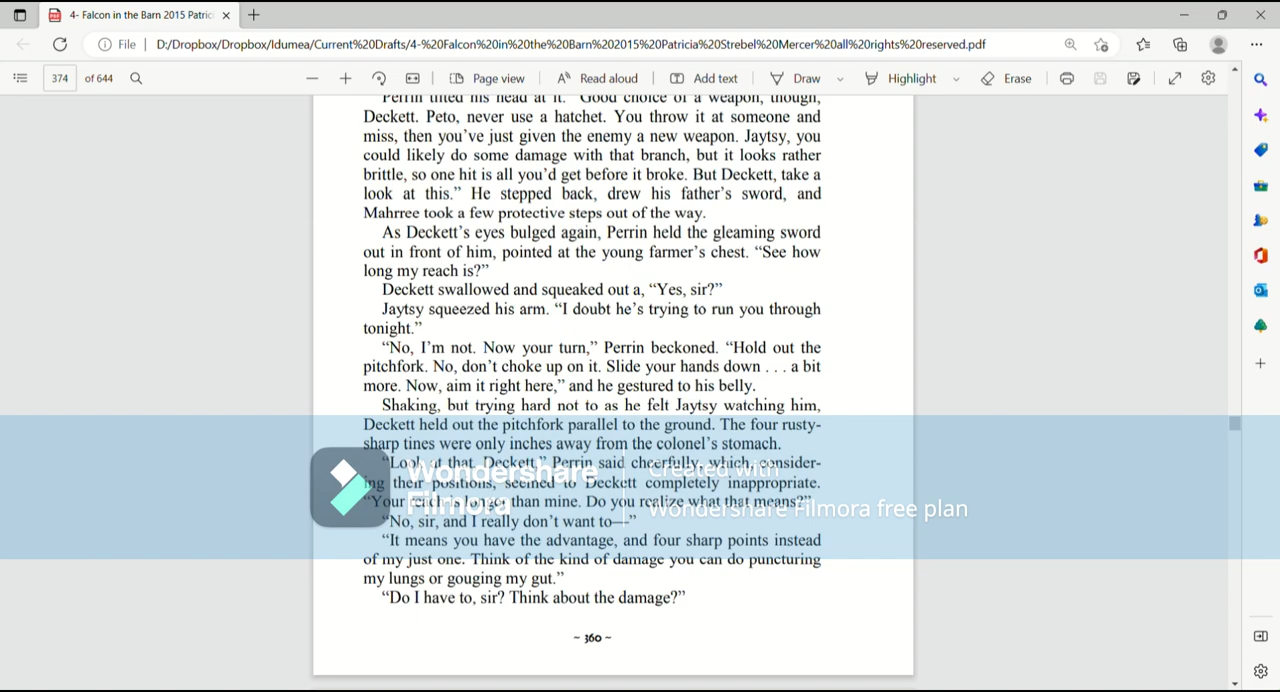 4- Falcon in the Barn 2015 Patric
File
D:/Dropbox/Dropbox/Idumea/Current%20Drafts/4-%20Falcon%20in%20the%20Barn%202015%20Patricia%20Strebel%20Mercer%20all%20rights%20reserved.pdf
374 of 644
Page view
Read aloud
Add text
Draw
Highlight
Erase
Perrin tilted his head at it. “Good choice of a weapon, though,
Deckett. Peto, never use a hatchet. You throw it at someone and
miss, then you’ve just given the enemy a new weapon. Jaytsy, you
could likely do some damage with that branch, but it looks rather
brittle, so one hit is all you’d get before it broke. But Deckett, take a
look at this.” He stepped back, drew his father’s sword, and
Mahrree took a few protective steps out of the way.
As Deckett’s eyes bulged again, Perrin held the gleaming sword
out in front of him, pointed at the young farmer’s chest. “See how
long my reach is?”
Deckett swallowed and squeaked out a, “Yes, sir?”
Jaytsy squeezed his arm. “I doubt he’s trying to run you through
tonight.”
“No, I’m not. Now your turn,” Perrin beckoned. “Hold out the
pitchfork. No, don’t choke up on it. Slide your hands down . . . a bit
more. Now, aim it right here,” and he gestured to his belly.
Shaking, but trying hard not to as he felt Jaytsy watching him,
Deckett held out the pitchfork parallel to the ground. The four rusty-
sharp tines were only inches away from the colonel’s stomach.
“Look at that, Deckett,” Perrin said cheerfully, which, consider-
ing their positions, seemed to Deckett completely inappropriate.
“Your reach is longer than mine. Do you realize what that means?”
“No, sir, and I really don’t want to—”
“It means you have the advantage, and four sharp points instead
of my just one. Think of the kind of damage you can do puncturing
my lungs or gouging my gut.”
“Do I have to, sir? Think about the damage?”
~ 360 ~
Wondershare
Filmora
Created with
Wondershare Filmora free plan